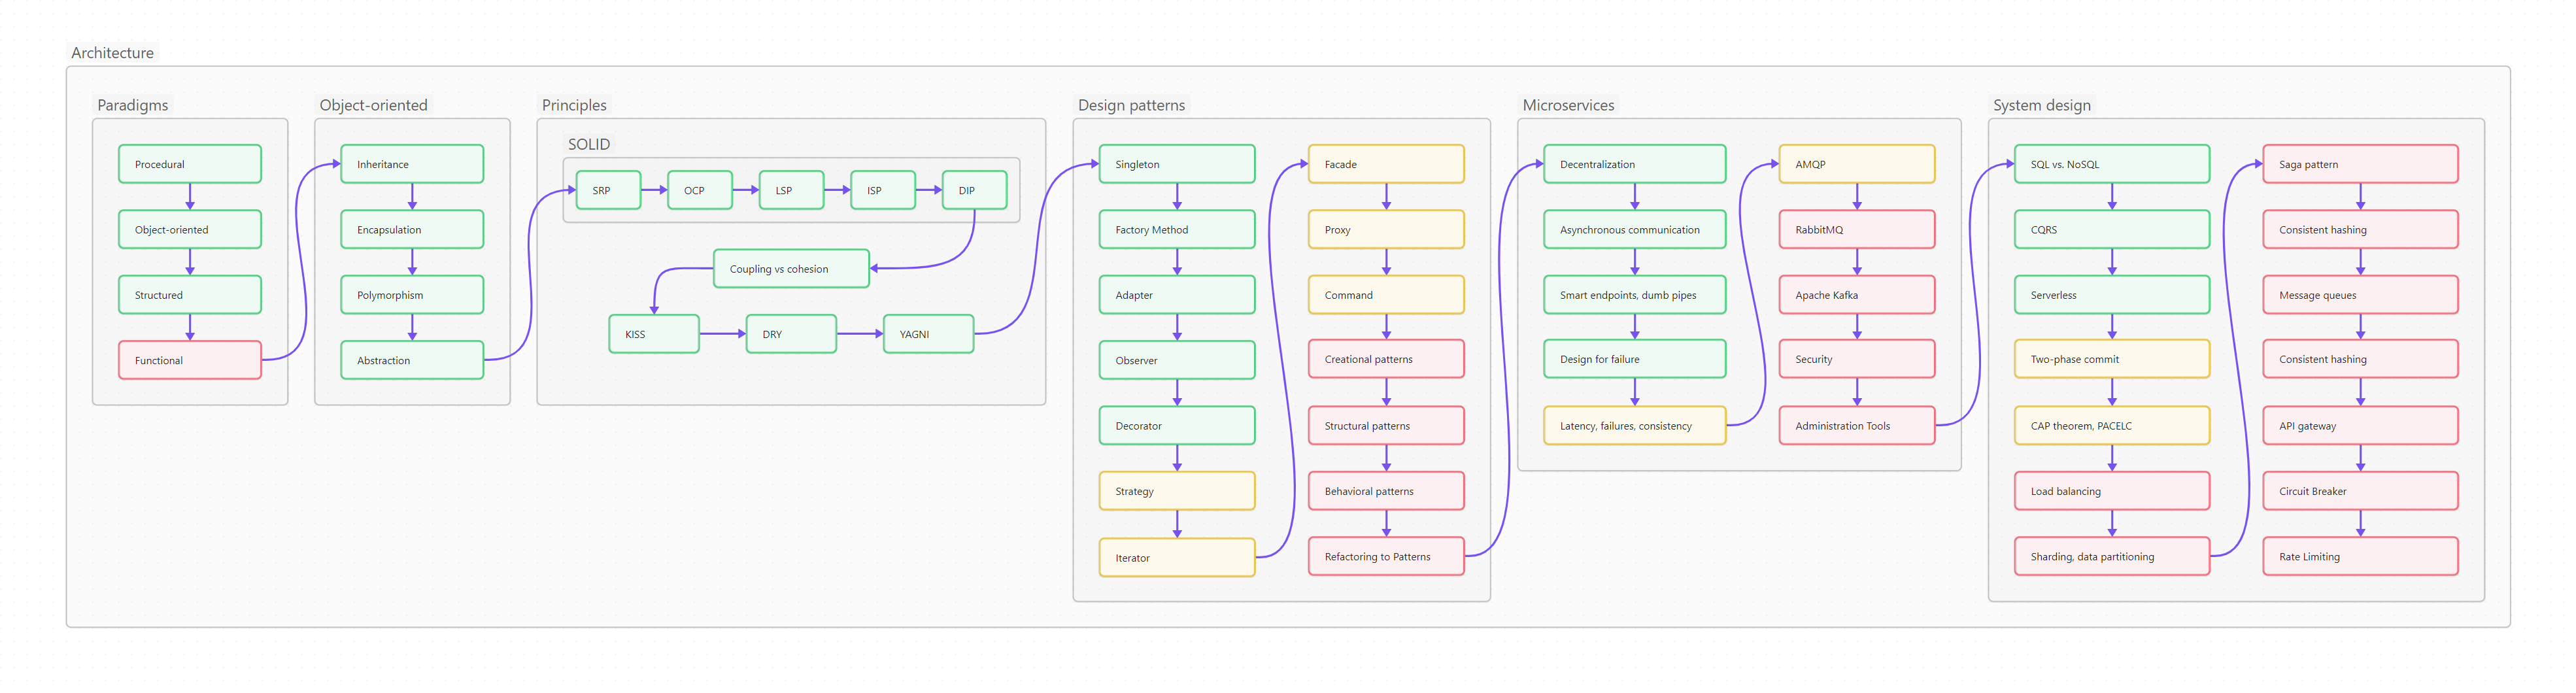 Architecture
Paradigms
Procedural
Object-oriented
Structured
Functional
Object-oriented
Inheritance
Encapsulation
Polymorphism
Abstraction
Principles
SOLID
SRP
OCP
LSP
ISP
DIP
Coupling vs cohesion
KISS
DRY
YAGNI
Design patterns
Singleton
Factory Method
Adapter
Observer
Decorator
Strategy
Iterator
Facade
Proxy
Command
Creational patterns
Structural patterns
Behavioral patterns
Refactoring to Patterns
Microservices
Decentralization
Asynchronous communication
Smart endpoints, dumb pipes
Design for failure
Latency, failures, consistency
AMQP
RabbitMQ
Apache Kafka
Security
Administration Tools
System design
SQL vs. NoSQL
CQRS
Serverless
Two-phase commit
CAP theorem, PACELC
Load balancing
Sharding, data partitioning
Saga pattern
Consistent hashing
Message queues
Consistent hashing
API gateway
Circuit Breaker
Rate Limiting